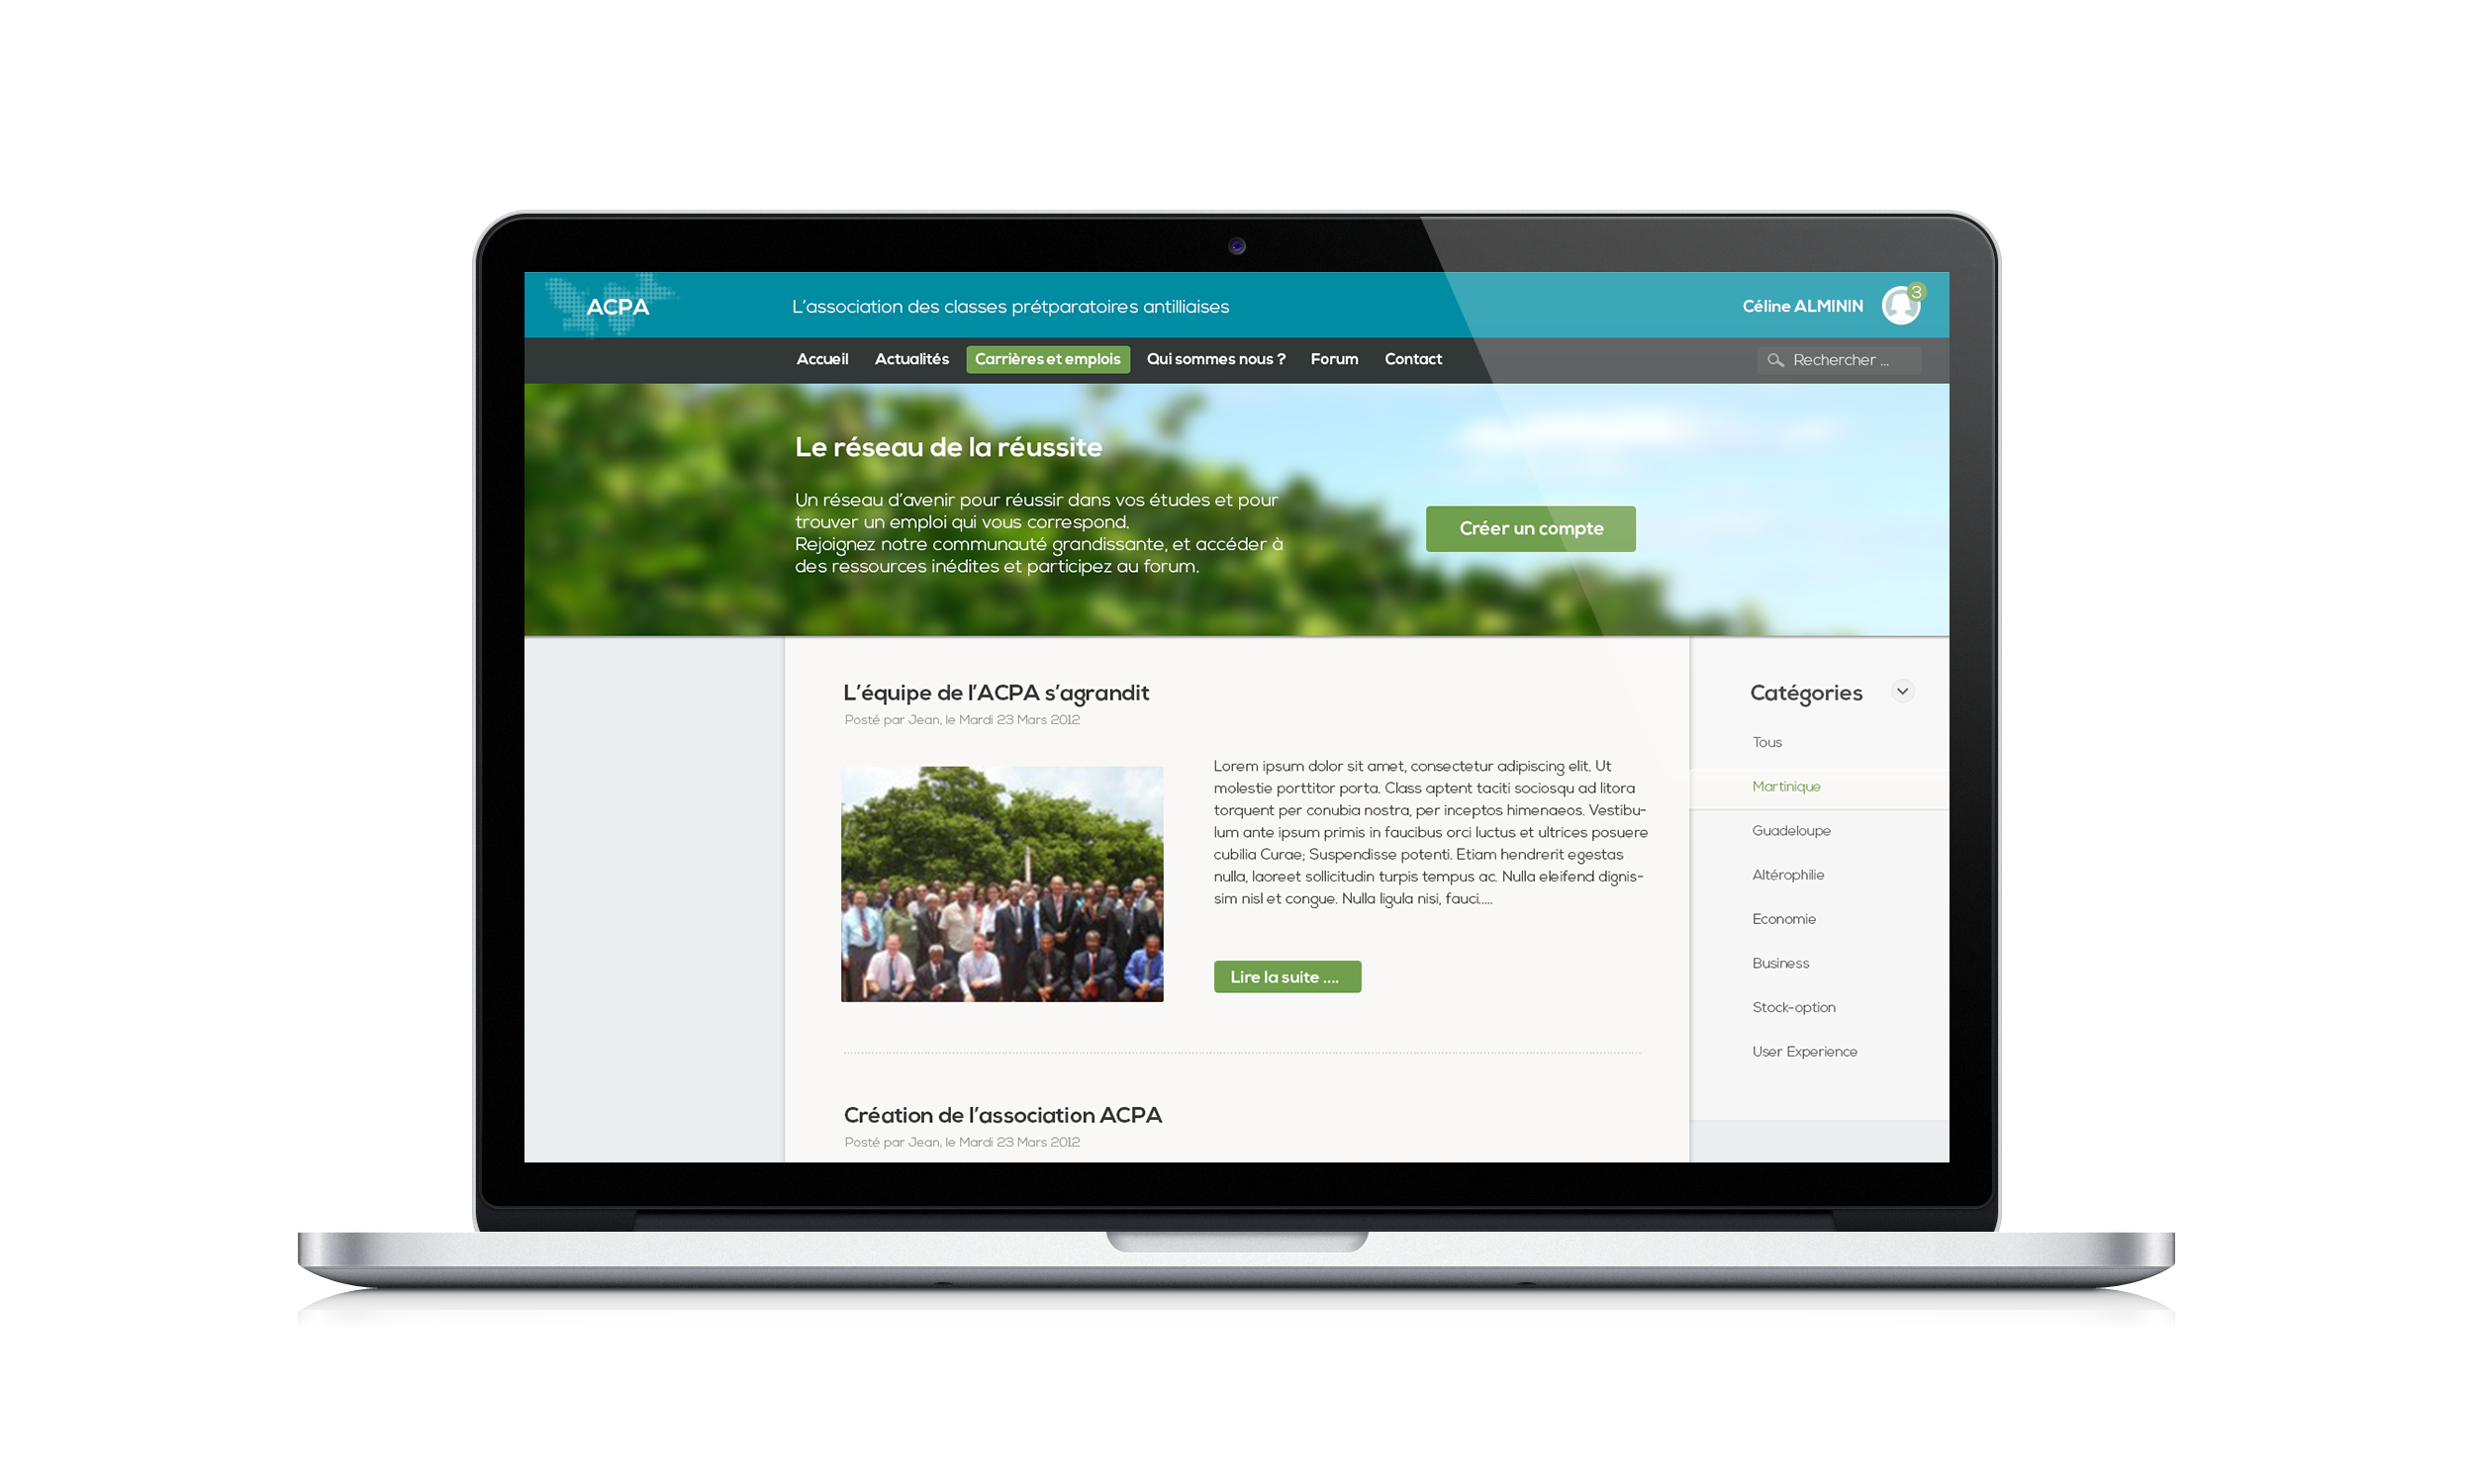 ACPA
L'association des classes prétparatoires antilliaises
Céline ALMININ
3
Accueil
Actualités
Carrières et emplois
Qui sommes nous ?
Forum
Contact
Rechercher ...
Le réseau de la réussite
Un réseau d'avenir pour réussir dans vos études et pour
trouver un emploi qui vous correspond.
Rejoignez notre communauté grandissante, et accéder à
des ressources inédites et participez au forum.
Créer un compte
L'équipe de l'ACPA s'agrandit
Posté par Jean, le Mardi 23 Mars 2012
Lorem ipsum dolor sit amet, consectetur adipiscing elit. Ut
molestie porttitor porta. Class aptent taciti sociosqu ad litora
torquent per conubia nostra, per inceptos himenaeos. Vestibu-
lum ante ipsum primis in faucibus orci luctus et ultrices posuere
cubilia Curae; Suspendisse potenti. Etiam hendrerit egestas
nulla, laoreet sollicitudin turpis tempus ac. Nulla eleifend dignis-
sim nisl et congue. Nulla ligula nisi, fauci.....
Lire la suite ....
Création de l'association ACPA
Posté par Jean, le Mardi 23 Mars 2012
Catégories
Tous
Martinique
Guadeloupe
Altérophilie
Economie
Business
Stock-option
User Experience